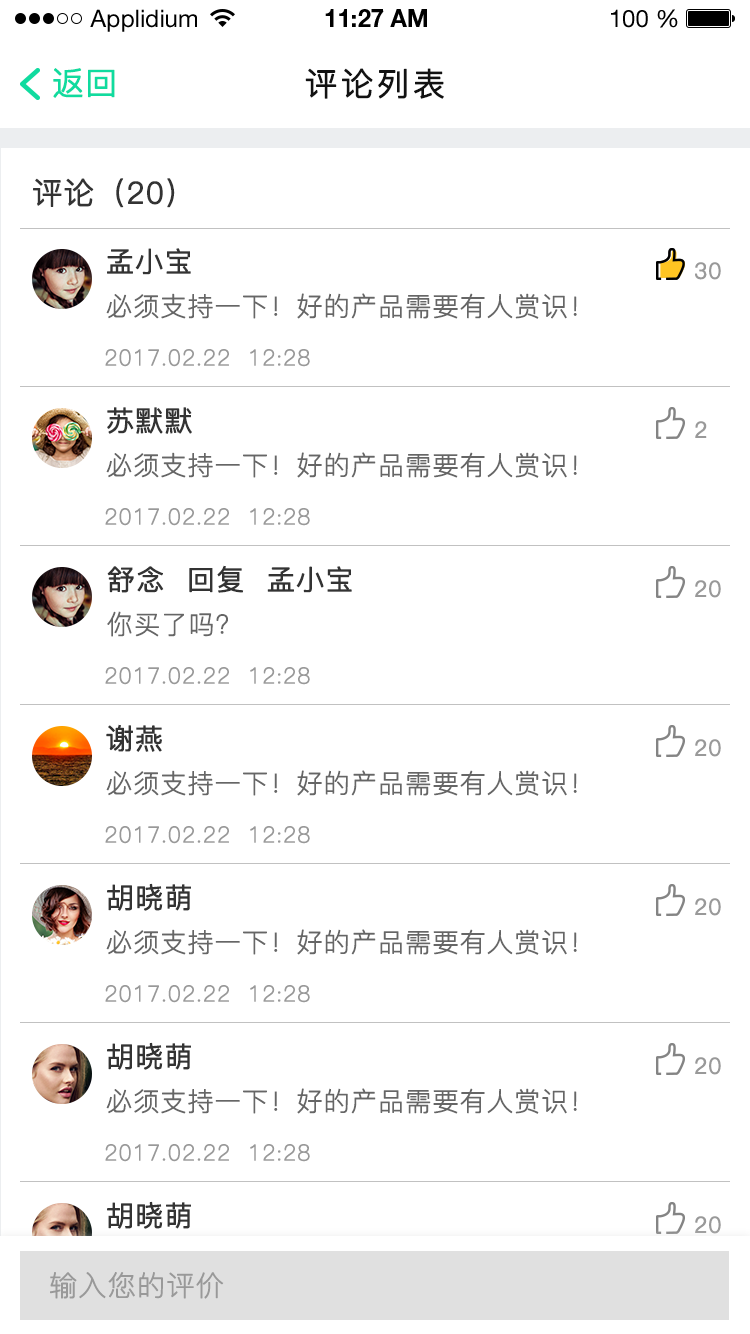 Applidium 11:27 AM 100 %
返回 评论列表
评论（20）
孟小宝 30
必须支持一下！好的产品需要有人赏识！
2017.02.22 12:28
苏默默 2
必须支持一下！好的产品需要有人赏识！
2017.02.22 12:28
舒念 回复 孟小宝 20
你买了吗？
2017.02.22 12:28
谢燕 20
必须支持一下！好的产品需要有人赏识！
2017.02.22 12:28
胡晓萌 20
必须支持一下！好的产品需要有人赏识！
2017.02.22 12:28
胡晓萌 20
必须支持一下！好的产品需要有人赏识！
2017.02.22 12:28
胡晓萌 20
输入您的评价